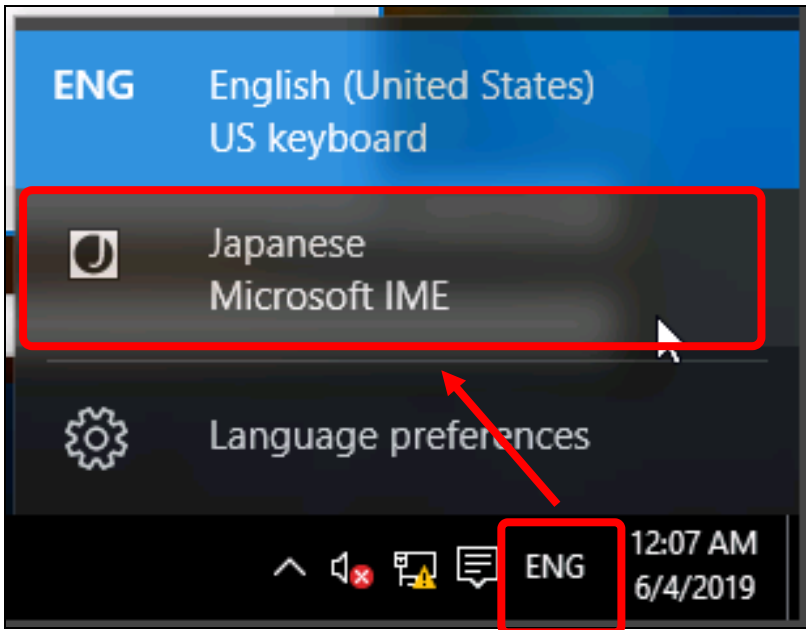 ENG English (United States)
US keyboard
Japanese
Microsoft IME
Language preferences
ENG 12:07 AM
6/4/2019